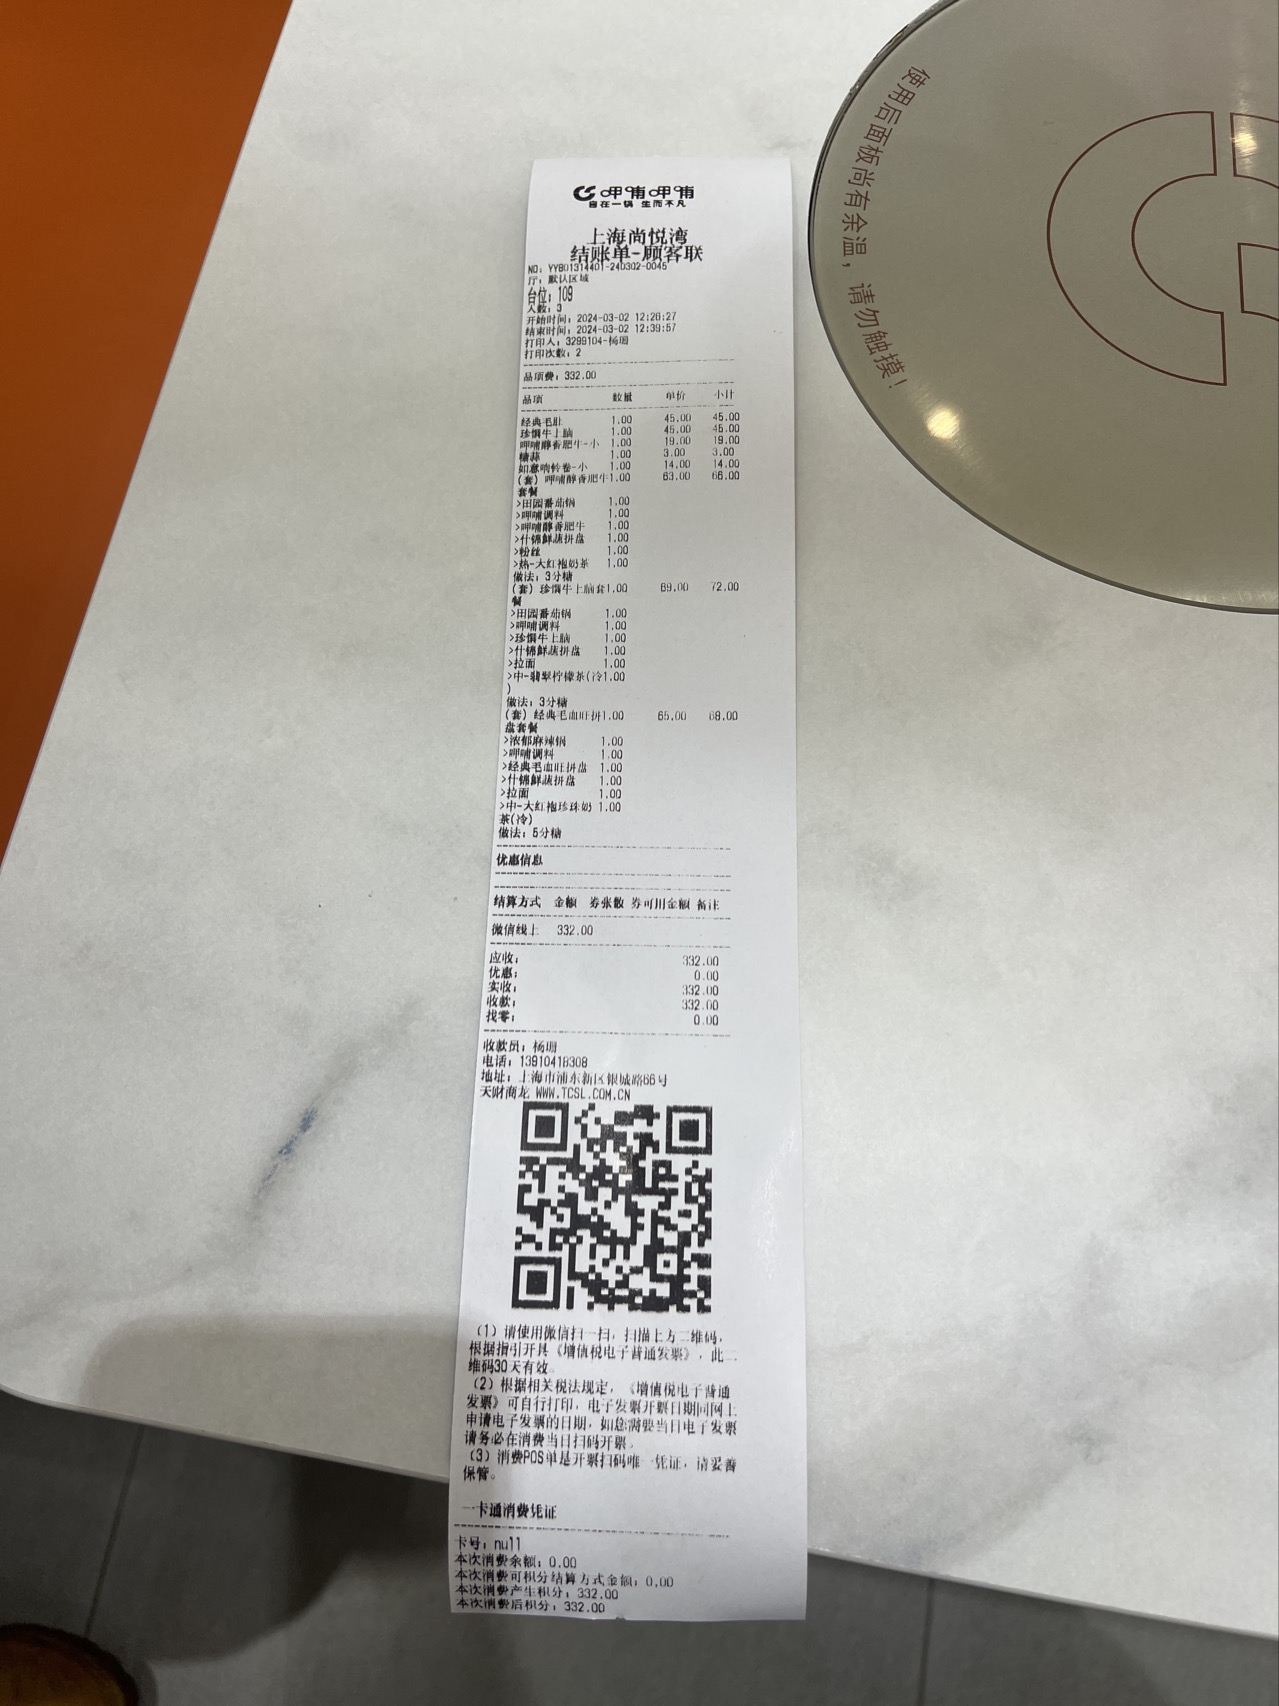 呷哺呷哺
皆在一锅 生而不凡
上海尚悦湾
结账单-顾客联
NO: YYB01314401-240302-0045
厅: 默认区域
台位: 109
人数: 3
开始时间: 2024-03-02 12:26:27
结束时间: 2024-03-02 12:39:57
打印人: 3299104-杨珊
打印次数: 2
品项费: 332.00
品项 数量 单价 小计
经典毛肚 1.00 45.00 45.00
珍惜牛上脑 1.00 45.00 45.00
呷哺醇香肥牛-小 1.00 19.00 19.00
糖蒜 1.00 3.00 3.00
如意响铃卷-小 1.00 14.00 14.00
(套) 呷哺醇香肥牛1.00 63.00 66.00
套餐
>田园番茄锅 1.00
>呷哺调料 1.00
>呷哺醇香肥牛 1.00
>什锦鲜蔬拼盘 1.00
>粉丝 1.00
>热-大红袍奶茶 1.00
做法: 3分糖
(套) 珍惜牛上脑套1.00 69.00 72.00
餐
>田园番茄锅 1.00
>呷哺调料 1.00
>珍惜牛上脑 1.00
>什锦鲜蔬拼盘 1.00
>拉面 1.00
>中-翡翠柠檬茶(冷1.00
)
做法: 3分糖
(套) 经典毛血旺拼1.00 65.00 68.00
盘套餐
>浓郁麻辣锅 1.00
>呷哺调料 1.00
>经典毛血旺拼盘 1.00
>什锦鲜蔬拼盘 1.00
>拉面 1.00
>中-大红袍珍珠奶 1.00
茶(冷)
做法: 5分糖
优惠信息
结算方式 金额 券张数 券可用金额 备注
微信线上 332.00
应收: 332.00
优惠: 0.00
实收: 332.00
收款: 332.00
找零: 0.00
收款员: 杨珊
电话: 13910418308
地址: 上海市浦东新区银城路66号
天财商龙 WWW.TCSL.COM.CN
(1) 请使用微信扫一扫, 扫描上方二维码,
根据指引开具《增值税电子普通发票》, 此二
维码30天有效。
(2) 根据相关税法规定, 《增值税电子普通
发票》可自行打印, 电子发票开票日期同网上
申请电子发票的日期, 如您需要当日电子发票
请务必在消费当日扫码开票。
(3) 消费POS单是开票扫码唯一凭证, 请妥善
保管。
一卡通消费凭证
卡号: null
本次消费余额: 0.00
本次消费可积分结算方式金额: 0.00
本次消费产生积分: 332.00
本次消费后积分: 332.00
使用后面板尚有余温, 请勿触摸!